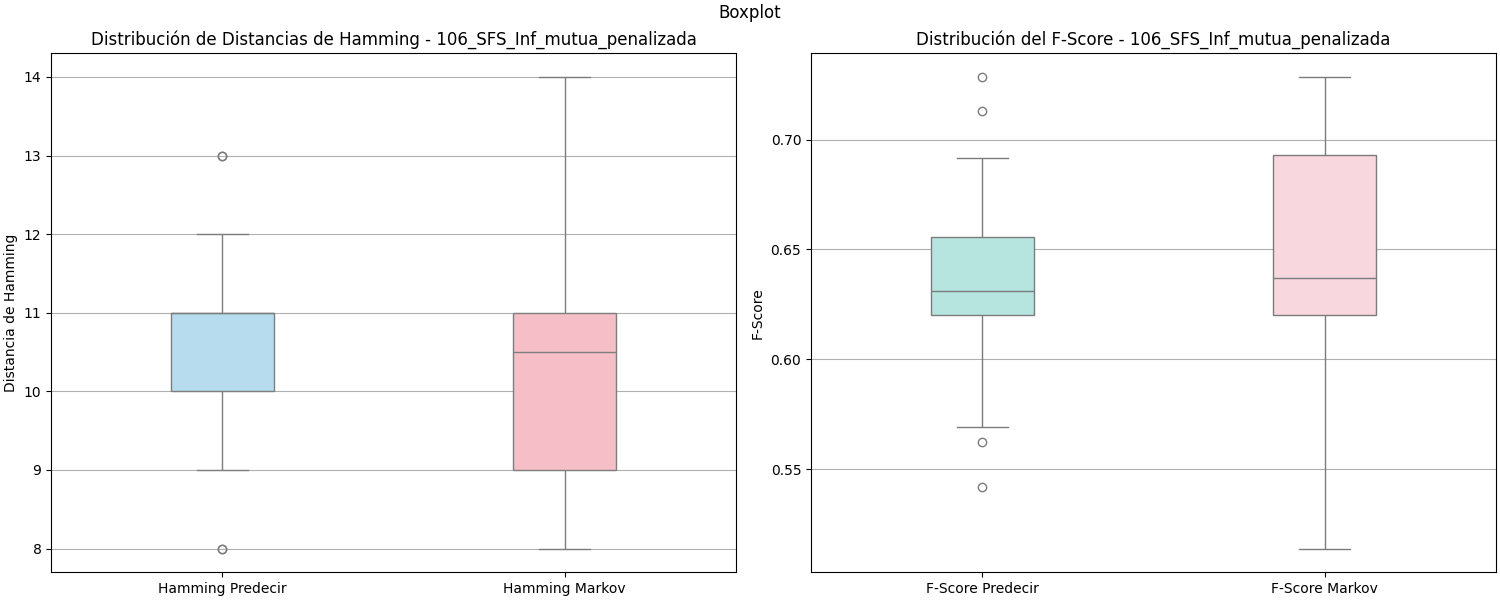 Boxplot
Distribución de Distancias de Hamming - 106_SFS_Inf_mutua_penalizada
Distancia de Hamming
14
13
12
11
10
9
8
Hamming Predecir
Hamming Markov
Distribución del F-Score - 106_SFS_Inf_mutua_penalizada
F-Score
0.70
0.65
0.60
0.55
F-Score Predecir
F-Score Markov